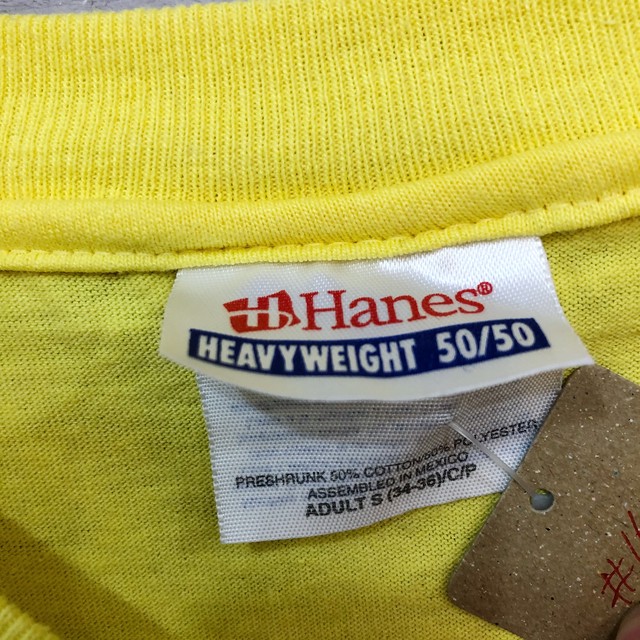 Hanes®
HEAVYWEIGHT 50/50
PRESHRUNK 50% COTTON/50% POLYESTER
ASSEMBLED IN MEXICO
ADULT S (34-36)/C/P